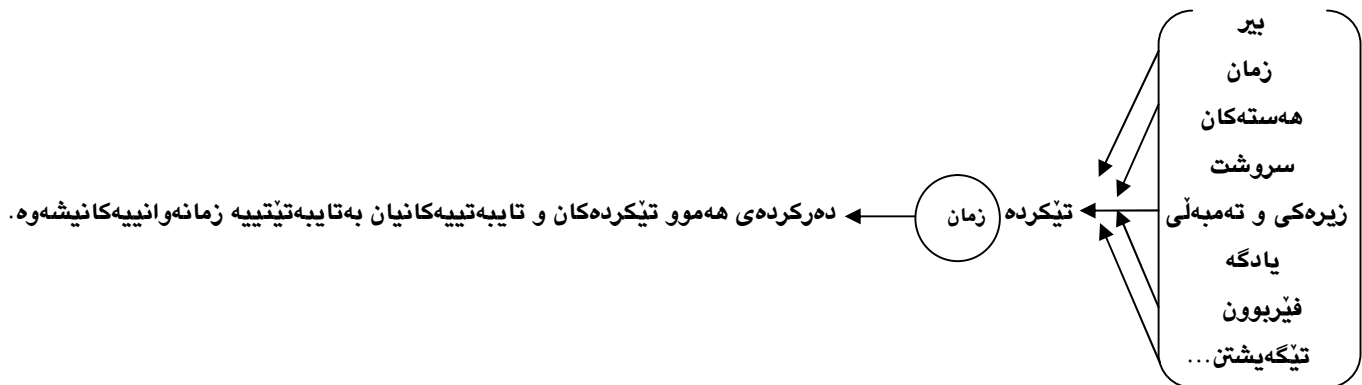 بیر
زمان
هەستەکان
سروشت
زیرەکی و تەمبەڵی
یادگە
فێربوون
تێگەیشتن...
تێکردە
زمان
دەرکردەی هەموو تێکردەکان و تایبەتییەکانیان بەتایبەتێتییە زمانەوانییەکانیشەوە.